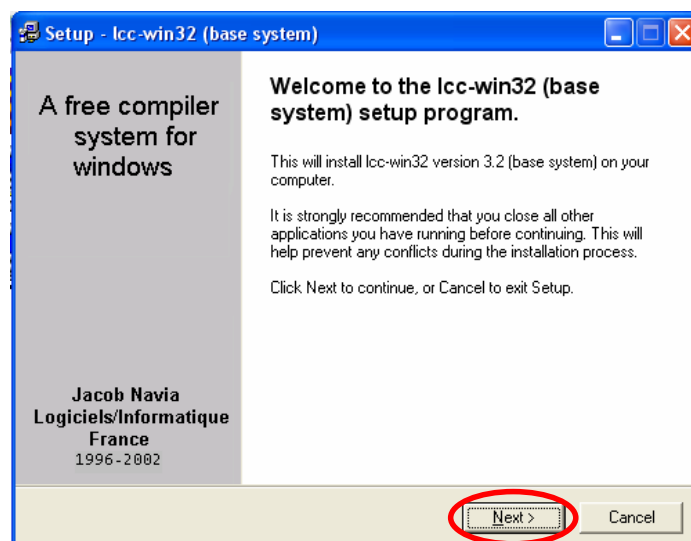 Setup - lcc-win32 (base system)
A free compiler
system for
windows
Jacob Navia
Logiciels/Informatique
France
1996-2002
Welcome to the lcc-win32 (base
system) setup program.
This will install lcc-win32 version 3.2 (base system) on your
computer.
It is strongly recommended that you close all other
applications you have running before continuing. This will
help prevent any conflicts during the installation process.
Click Next to continue, or Cancel to exit Setup.
Next >
Cancel